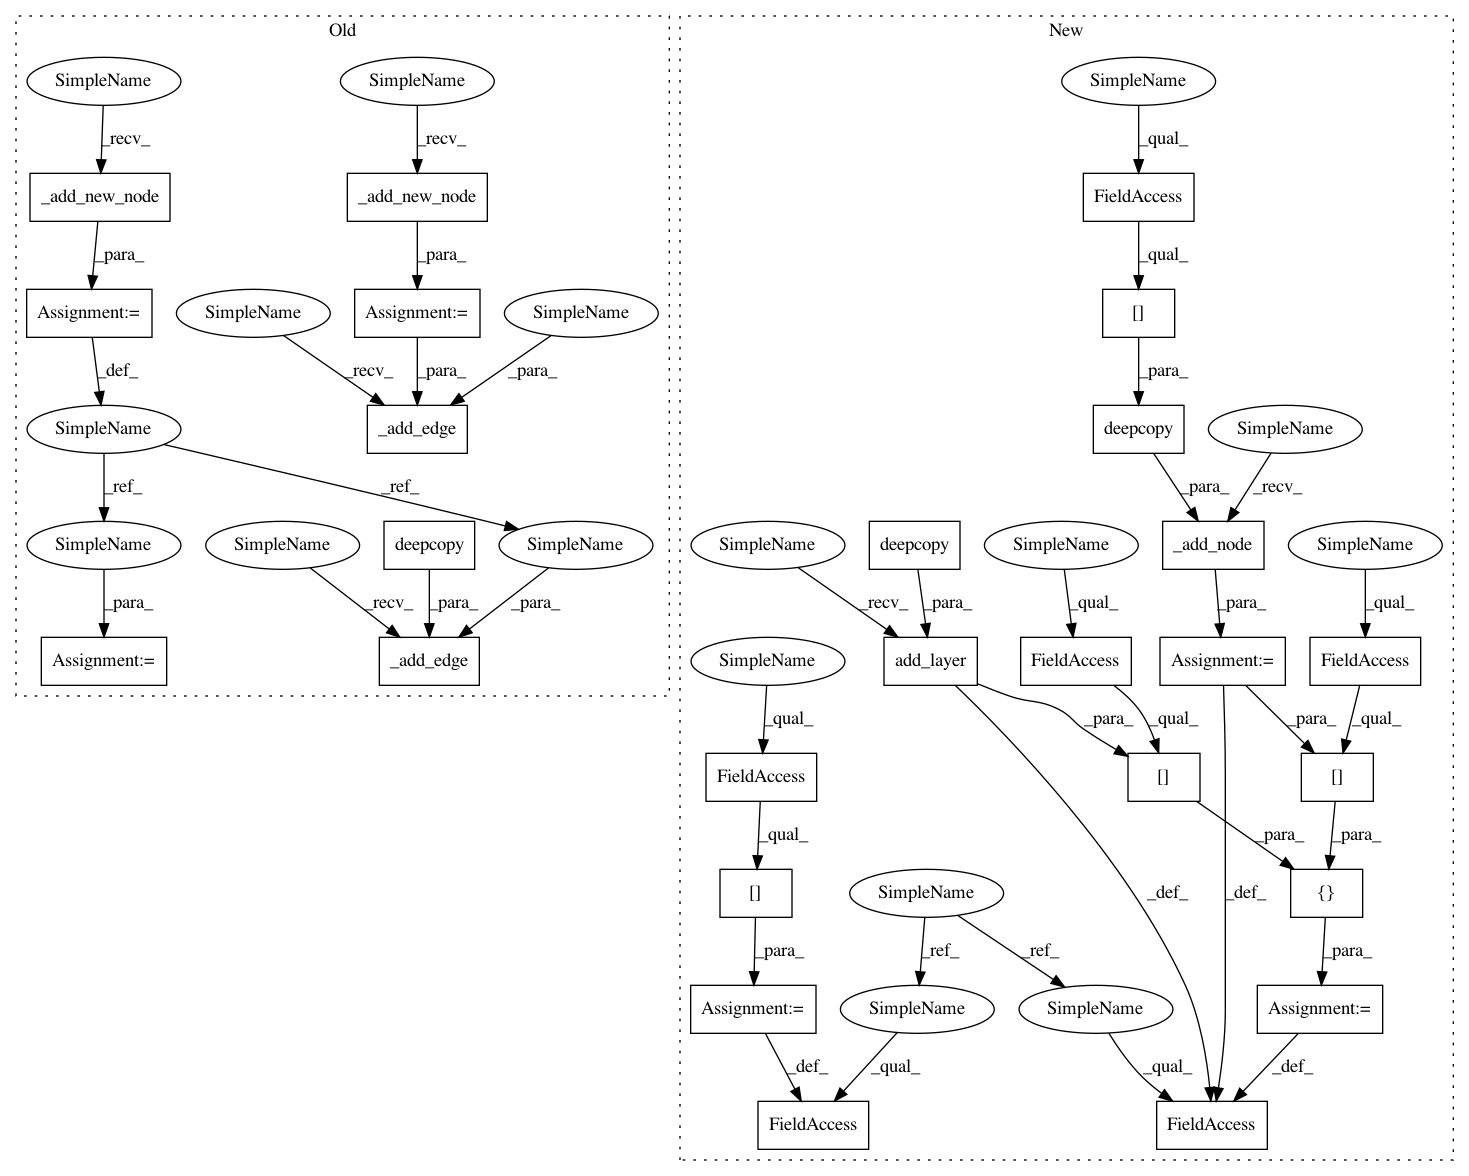 Old
New
SimpleName
SimpleName
SimpleName
_recv_
_recv_
_qual_
_add_new_node
_add_new_node
FieldAccess
_para_
_para_
_qual_
Assignment:=
SimpleName
Assignment:=
SimpleName
[]
_def_
_recv_
_para_
_para_
_para_
SimpleName
_add_edge
deepcopy
SimpleName
_ref_
_ref_
_para_
_recv_
SimpleName
SimpleName
deepcopy
SimpleName
SimpleName
deepcopy
SimpleName
_add_node
SimpleName
_para_
_recv_
_para_
_para_
_recv_
_para_
_qual_
_para_
_qual_
Assignment:=
_add_edge
SimpleName
add_layer
FieldAccess
Assignment:=
FieldAccess
_qual_
_para_
_qual_
_para_
_qual_
FieldAccess
[]
[]
_qual_
_para_
_para_
[]
SimpleName
_def_
_def_
{}
_para_
_ref_
_ref_
_para_
Assignment:=
SimpleName
SimpleName
Assignment:=
_def_
_qual_
_qual_
_def_
FieldAccess
FieldAccess